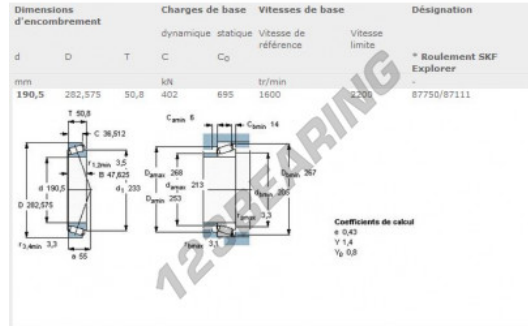 Dimensions d'encombrement
Charges de base
Vitesses de base
Désignation
dynamique
statique
Vitesse de référence
Vitesse limite
d
D
T
C
C0
* Roulement SKF Explorer
mm
kN
tr/min
-
190,5
282,575
50,8
402
695
1600
2200
87750/87111
T 50,8
C 36,512
r1,2min 3,5
B 47,625
d 190,5
d1 233
D 282,575
r3,4min 3,3
a 55
Camin 6
Cbmin 14
Damax 268
damax 213
Damin 253
Dbmin 267
dbmin 205
ramax 3,3
rbmin 3,1
Coefficients de calcul
e 0,43
Y 1,4
Y0 0,8
123BEARING